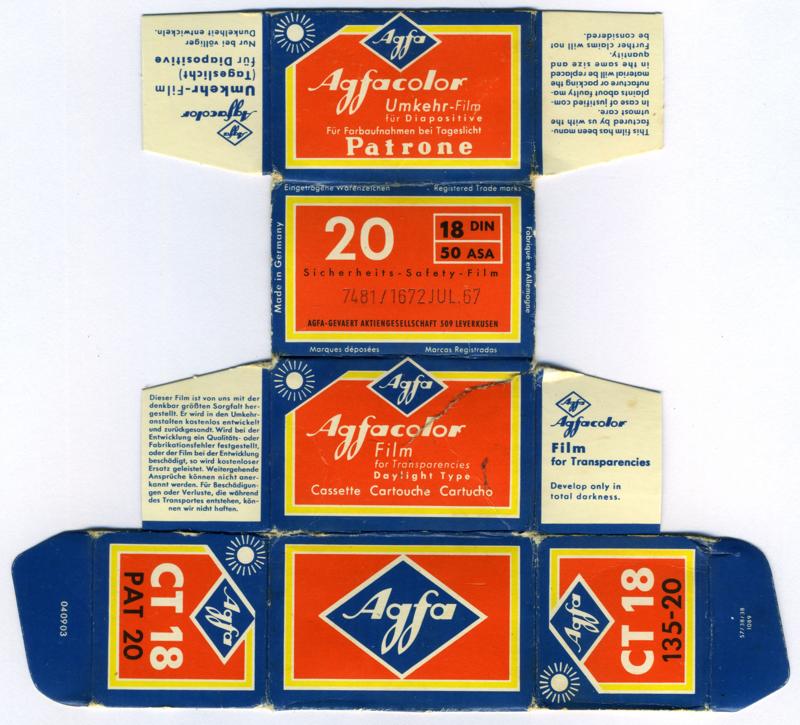 Agfa
Agfacolor
Umkehr-Film
für Diapositive
Für Farbaufnahmen bei Tageslicht
Patrone
Agfa
Agfacolor
Umkehr-Film
(Tageslicht)
für Diapositive
Nur bei völliger
Dunkelheit entwickeln.
This film has been manu-
factured by us with the
utmost care.
In case of justified com-
plaints about faulty ma-
nufacture or packing the
material will be replaced
in the same size and
quantity.
Further claims will not
be considered.
Eingetragene Warenzeichen
Registered Trade marks
Made in Germany
20
18 DIN
50 ASA
Sicherheits-Safety-Film
7481/1672 JUL.67
AGFA-GEVAERT AKTIENGESELLSCHAFT 509 LEVERKUSEN
Fabriqué en Allemagne
Marques déposées
Marcas Registradas
Dieser Film ist von uns mit der
denkbar größten Sorgfalt her-
gestellt. Er wird in den Umkehr-
anstalten kostenlos entwickelt
und zurückgesandt. Wird bei der
Entwicklung ein Qualitäts- oder
Fabrikationsfehler festgestellt,
oder der Film bei der Entwicklung
beschädigt, so wird kostenloser
Ersatz geleistet. Weitergehende
Ansprüche können nicht aner-
kannt werden. Für Beschädigun-
gen oder Verluste, die während
des Transportes entstehen, kön-
nen wir nicht haften.
Agfa
Agfacolor
Film
for Transparencies
Daylight Type
Cassette Cartouche Cartucho
Agfa
Agfacolor
Film
for Transparencies
Develop only in
total darkness.
040903
CT 18
PAT 20
Agfa
Agfa
Agfa
CT 18
135-20